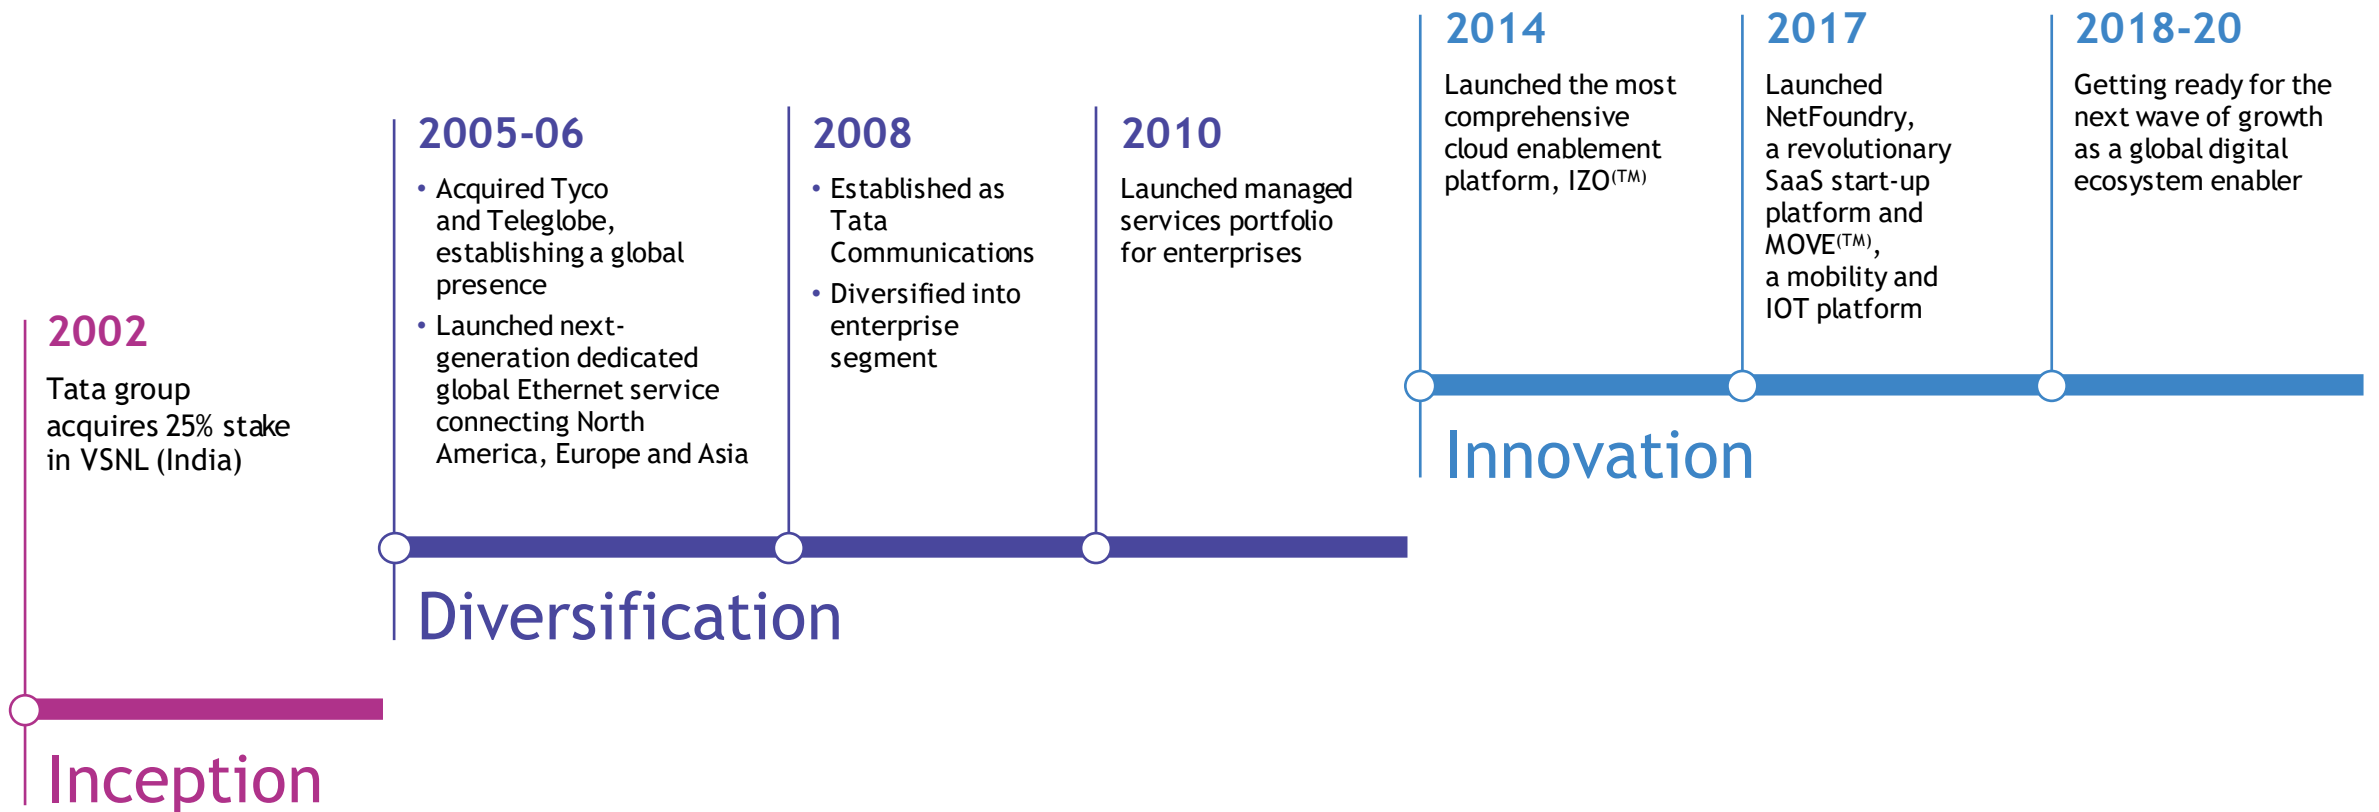 2002
Tata group
acquires 25% stake
in VSNL (India)
Inception
2005-06
• Acquired Tyco
and Teleglobe,
establishing a global
presence
• Launched next-
generation dedicated
global Ethernet service
connecting North
America, Europe and Asia
2008
• Established as
Tata
Communications
• Diversified into
enterprise
segment
2010
Launched managed
services portfolio
for enterprises
Diversification
2014
Launched the most
comprehensive
cloud enablement
platform, IZO(TM)
2017
Launched
NetFoundry,
a revolutionary
SaaS start-up
platform and
MOVE(TM),
a mobility and
IOT platform
2018-20
Getting ready for the
next wave of growth
as a global digital
ecosystem enabler
Innovation